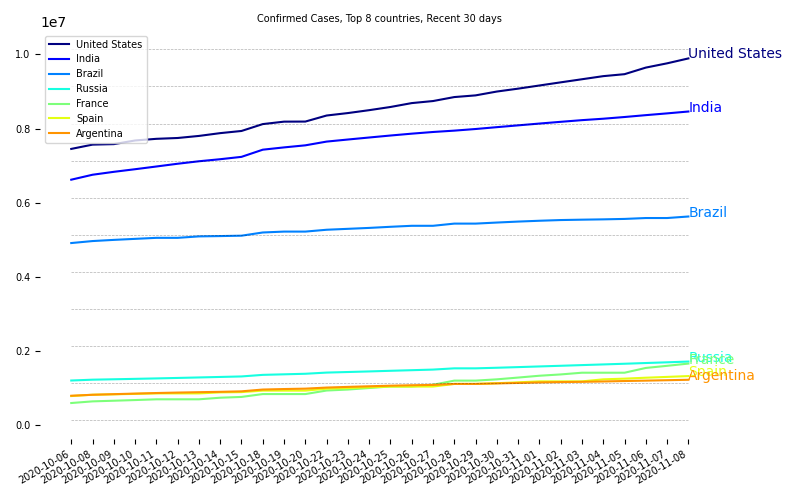 Confirmed Cases, Top 8 countries, Recent 30 days
1e7
United States
India
Brazil
Russia
France
Spain
Argentina
1.0
0.8
0.6
0.4
0.2
0.0
United States
India
Brazil
Russia
France
Spain
Argentina
2020-10-06
2020-10-08
2020-10-09
2020-10-10
2020-10-11
2020-10-12
2020-10-13
2020-10-14
2020-10-15
2020-10-18
2020-10-19
2020-10-20
2020-10-22
2020-10-23
2020-10-24
2020-10-25
2020-10-26
2020-10-27
2020-10-28
2020-10-29
2020-10-30
2020-10-31
2020-11-01
2020-11-02
2020-11-03
2020-11-04
2020-11-05
2020-11-06
2020-11-07
2020-11-08